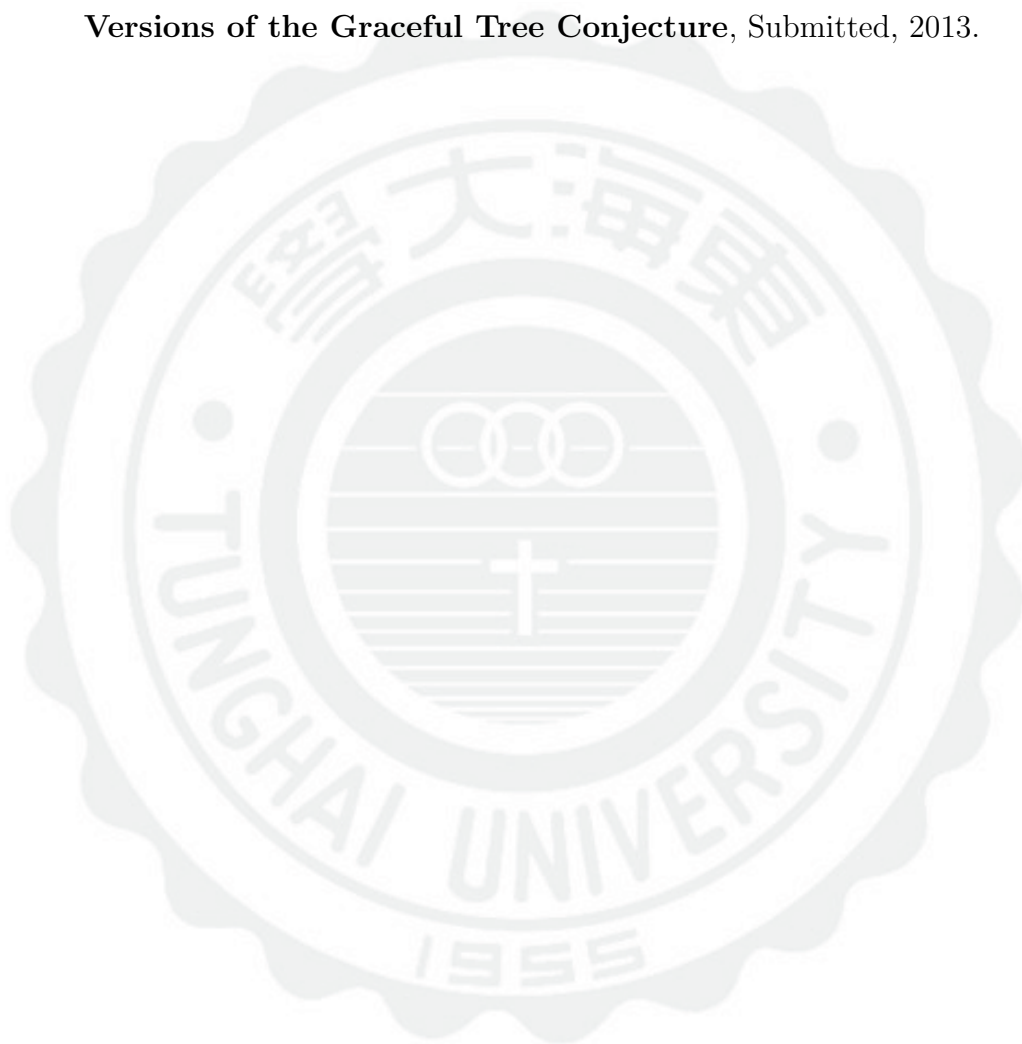 Versions of the Graceful Tree Conjecture, Submitted, 2013.
學大海東
TUNGHAI UNIVERSITY
1955